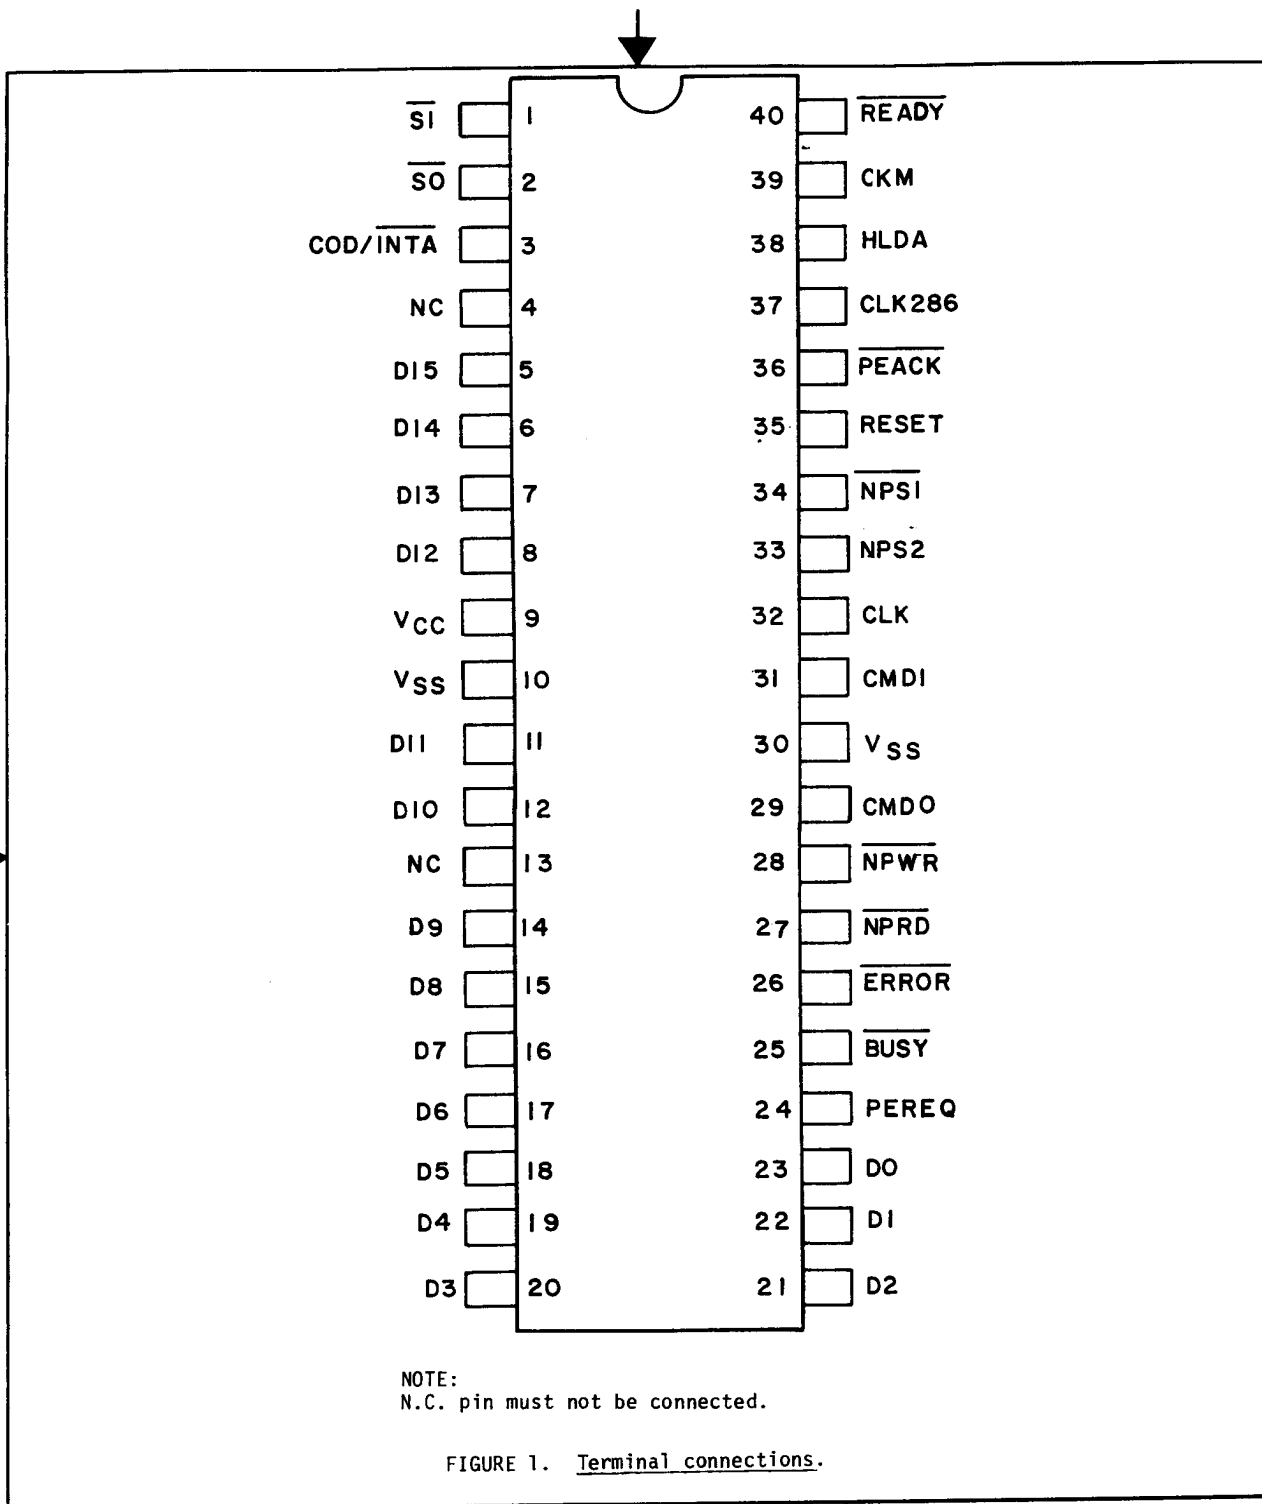 S1 1 40 READY
S0 2 39 CKM
COD/INTA 3 38 HLDA
NC 4 37 CLK286
D15 5 36 PEACK
D14 6 35 RESET
D13 7 34 NPS1
D12 8 33 NPS2
VCC 9 32 CLK
VSS 10 31 CMD1
D11 11 30 VSS
D10 12 29 CMD0
NC 13 28 NPWR
D9 14 27 NPRD
D8 15 26 ERROR
D7 16 25 BUSY
D6 17 24 PEREQ
D5 18 23 D0
D4 19 22 D1
D3 20 21 D2
NOTE:
N.C. pin must not be connected.
FIGURE 1. Terminal connections.